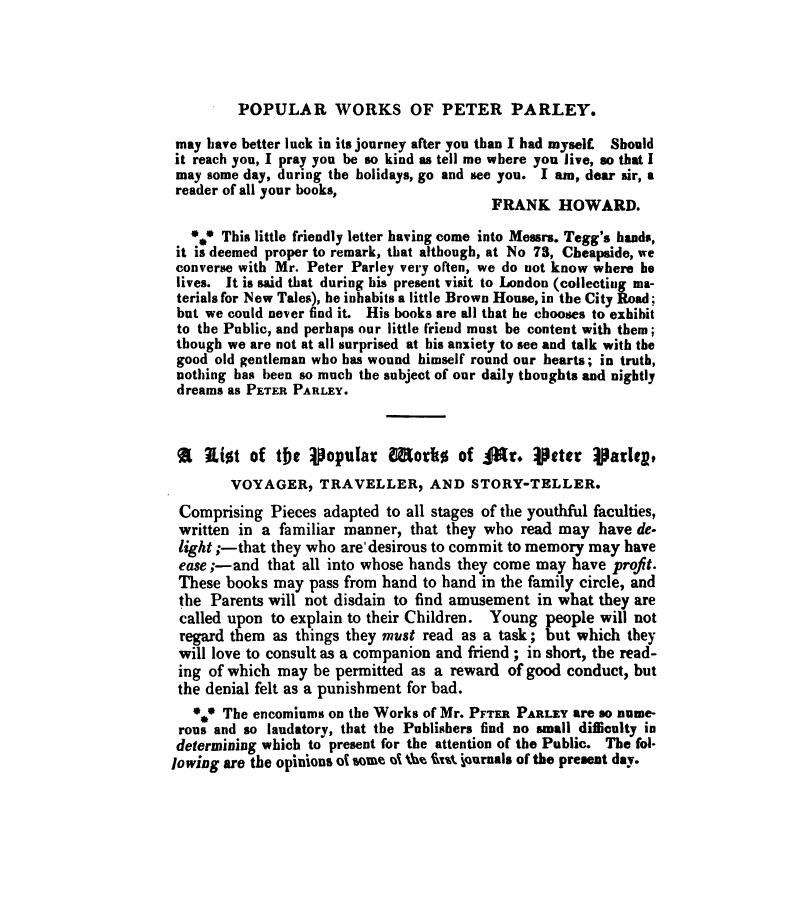 POPULAR WORKS OF PETER PARLEY.
may have better luck in its journey after you than I had myself. Should
it reach you, I pray you be so kind as tell me where you live, so that I
may some day, during the holidays, go and see you. I am, dear sir, a
reader of all your books,
FRANK HOWARD.
*⁎* This little friendly letter having come into Messrs. Tegg's hands,
it is deemed proper to remark, that although, at No 73, Cheapside, we
converse with Mr. Peter Parley very often, we do not know where he
lives. It is said that during his present visit to London (collecting ma-
terials for New Tales), he inhabits a little Brown House, in the City Road;
but we could never find it. His books are all that he chooses to exhibit
to the Public, and perhaps our little friend must be content with them;
though we are not at all surprised at his anxiety to see and talk with the
good old gentleman who has wound himself round our hearts; in truth,
nothing has been so much the subject of our daily thoughts and nightly
dreams as PETER PARLEY.
A List of the Popular Works of Mr. Peter Parley,
VOYAGER, TRAVELLER, AND STORY-TELLER.
Comprising Pieces adapted to all stages of the youthful faculties,
written in a familiar manner, that they who read may have de-
light;—that they who are desirous to commit to memory may have
ease;—and that all into whose hands they come may have profit.
These books may pass from hand to hand in the family circle, and
the Parents will not disdain to find amusement in what they are
called upon to explain to their Children. Young people will not
regard them as things they must read as a task; but which they
will love to consult as a companion and friend; in short, the read-
ing of which may be permitted as a reward of good conduct, but
the denial felt as a punishment for bad.
*⁎* The encomiums on the Works of Mr. PETER PARLEY are so nume-
rous and so laudatory, that the Publishers find no small difficulty in
determining which to present for the attention of the Public. The fol-
lowing are the opinions of some of the first journals of the present day.